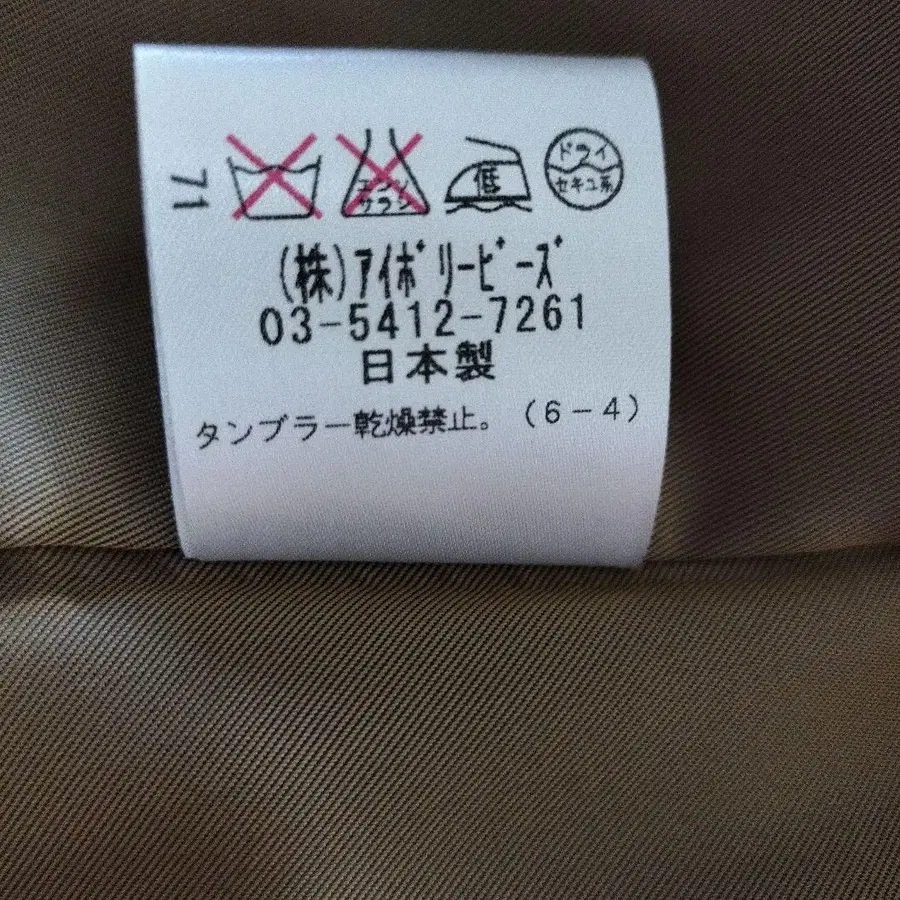 71
エンソ
サラシ
低
ドライ
セキユ系
(株)アイボリービーズ
03-5412-7261
日本製
タンブラー乾燥禁止。(6-4)